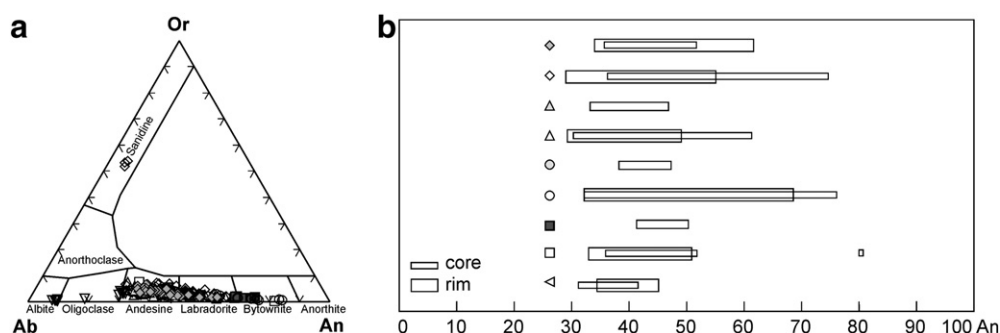 a
Or
Sanidine
Anorthoclase
Albite Oligoclase Andesine Labradorite Bytownite Anorthite
Ab An
b
core
rim
0 10 20 30 40 50 60 70 80 90 100 An